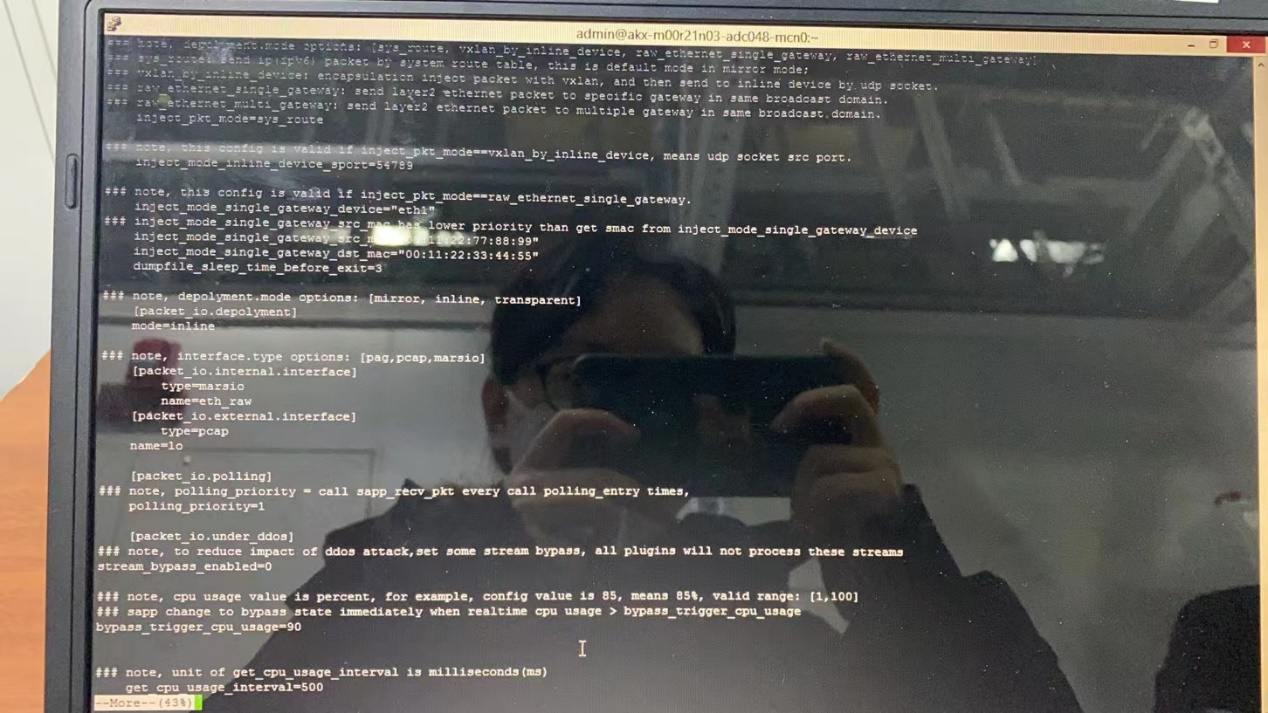 admin@akx-m00r21n03-adc048-mcn0:~
### note, depolyment.mode options: [sys_route, vxlan_by_inline_device, raw_ethernet_single_gateway, raw_ethernet_multi_gateway]
### sys_route: send ip(ipv6) packet by system route table, this is default mode in mirror mode;
### vxlan_by_inline_device: encapsulation inject packet with vxlan, and then send to inline device by udp socket.
### raw_ethernet_single_gateway: send layer2 ethernet packet to specific gateway in same broadcast domain.
### raw_ethernet_multi_gateway: send layer2 ethernet packet to multiple gateway in same broadcast domain.
inject_pkt_mode=sys_route
### note, this config is valid if inject_pkt_mode==vxlan_by_inline_device, means udp socket src port.
inject_mode_inline_device_sport=54789
### note, this config is valid if inject_pkt_mode==raw_ethernet_single_gateway.
inject_mode_single_gateway_device="eth1"
### inject_mode_single_gateway_src_mac has lower priority than get smac from inject_mode_single_gateway_device
inject_mode_single_gateway_src_ :11:22:77:88:99"
inject_mode_single_gateway_dst_mac="00:11:22:33:44:55"
dumpfile_sleep_time_before_exit=3
### note, depolyment.mode options: [mirror, inline, transparent]
[packet_io.depolyment]
mode=inline
### note, interface.type options: [pag,pcap,marsio]
[packet_io.internal.interface]
type=marsio
name=eth_raw
[packet_io.external.interface]
type=pcap
name=lo
[packet_io.polling]
### note, polling_priority = call sapp_recv_pkt every call polling_entry times,
polling_priority=1
[packet_io.under_ddos]
### note, to reduce impact of ddos attack,set some stream bypass, all plugins will not process these streams
stream_bypass_enabled=0
### note, cpu usage value is percent, for example, config value is 85, means 85%, valid range: [1,100]
### sapp change to bypass state immediately when realtime cpu usage > bypass_trigger_cpu_usage
bypass_trigger_cpu_usage=90
### note, unit of get_cpu_usage_interval is milliseconds(ms)
get_cpu_usage_interval=500
--More--(43%)